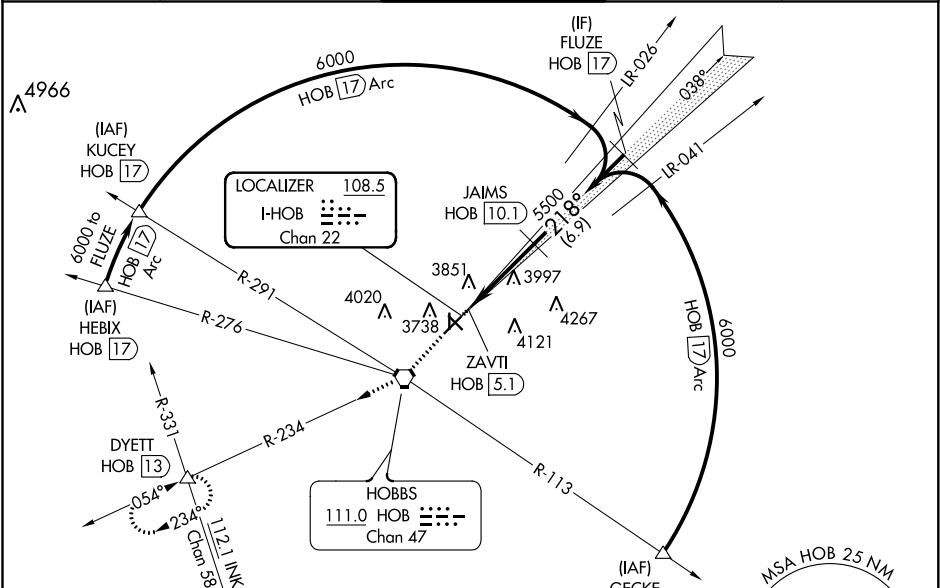 (IF)
FLUZE
HOB 17
LR-026
038°
LR-041
6000
HOB 17 Arc
4966
(IAF)
KUCEY
HOB 17
LOCALIZER 108.5
I-HOB
Chan 22
JAIMS
HOB 10.1
5500
218°
(6.9)
6000 to
FLUZE
HOB 17
Arc
(IAF)
HEBIX
HOB 17
R-291
R-276
3851
3997
4020
3738
4267
4121
ZAVTI
HOB 5.1
6000
HOB 17 Arc
R-331
DYETT
HOB 13
R-234
R-113
054°
234°
112.1 INK
Chan 58
HOBBS
111.0 HOB
Chan 47
(IAF)
MSA HOB 25 NM